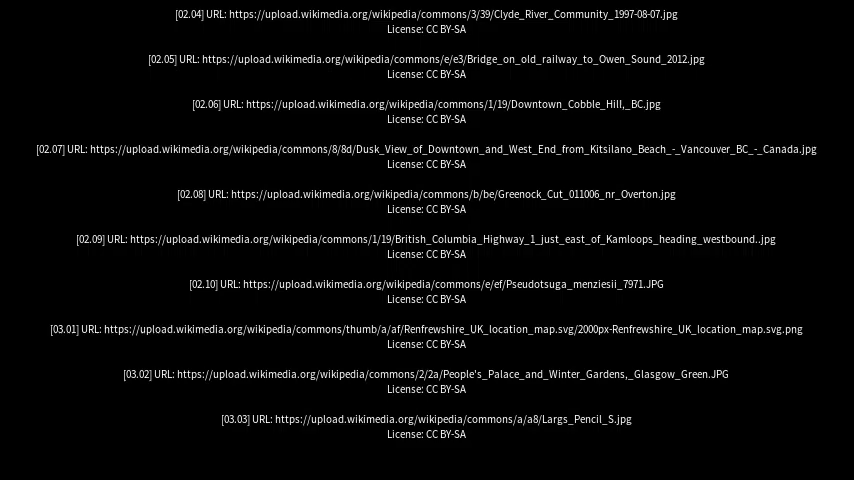 [02.04] URL: https://upload.wikimedia.org/wikipedia/commons/3/39/Clyde_River_Community_1997-08-07.jpg
License: CC BY-SA
[02.05] URL: https://upload.wikimedia.org/wikipedia/commons/e/e3/Bridge_on_old_railway_to_Owen_Sound_2012.jpg
License: CC BY-SA
[02.06] URL: https://upload.wikimedia.org/wikipedia/commons/1/19/Downtown_Cobble_Hill,_BC.jpg
License: CC BY-SA
[02.07] URL: https://upload.wikimedia.org/wikipedia/commons/8/8d/Dusk_View_of_Downtown_and_West_End_from_Kitsilano_Beach_-_Vancouver_BC_-_Canada.jpg
License: CC BY-SA
[02.08] URL: https://upload.wikimedia.org/wikipedia/commons/b/be/Greenock_Cut_011006_nr_Overton.jpg
License: CC BY-SA
[02.09] URL: https://upload.wikimedia.org/wikipedia/commons/1/19/British_Columbia_Highway_1_just_east_of_Kamloops_heading_westbound..jpg
License: CC BY-SA
[02.10] URL: https://upload.wikimedia.org/wikipedia/commons/e/ef/Pseudotsuga_menziesii_7971.JPG
License: CC BY-SA
[03.01] URL: https://upload.wikimedia.org/wikipedia/commons/thumb/a/af/Renfrewshire_UK_location_map.svg/2000px-Renfrewshire_UK_location_map.svg.png
License: CC BY-SA
[03.02] URL: https://upload.wikimedia.org/wikipedia/commons/2/2a/People's_Palace_and_Winter_Gardens,_Glasgow_Green.JPG
License: CC BY-SA
[03.03] URL: https://upload.wikimedia.org/wikipedia/commons/a/a8/Largs_Pencil_S.jpg
License: CC BY-SA